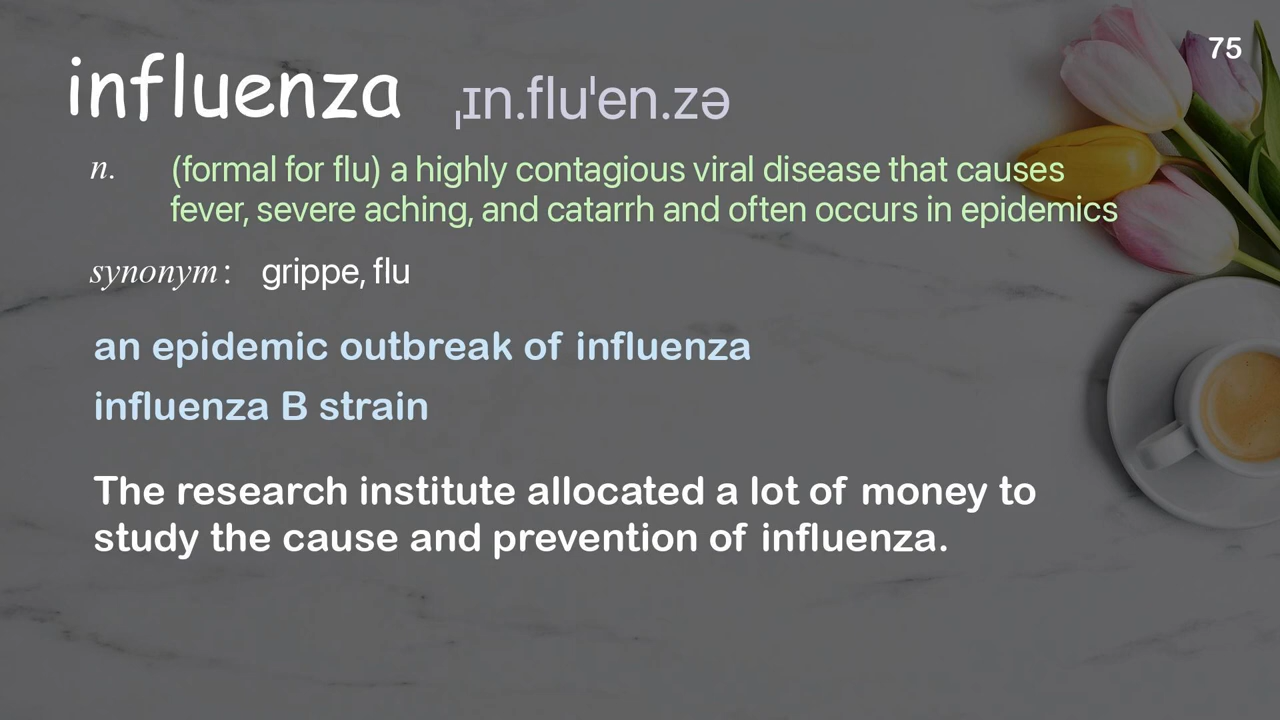 75
influenza ˌɪn.fluˈen.zə
n. (formal for flu) a highly contagious viral disease that causes
fever, severe aching, and catarrh and often occurs in epidemics
synonym: grippe, flu
an epidemic outbreak of influenza
influenza B strain
The research institute allocated a lot of money to
study the cause and prevention of influenza.